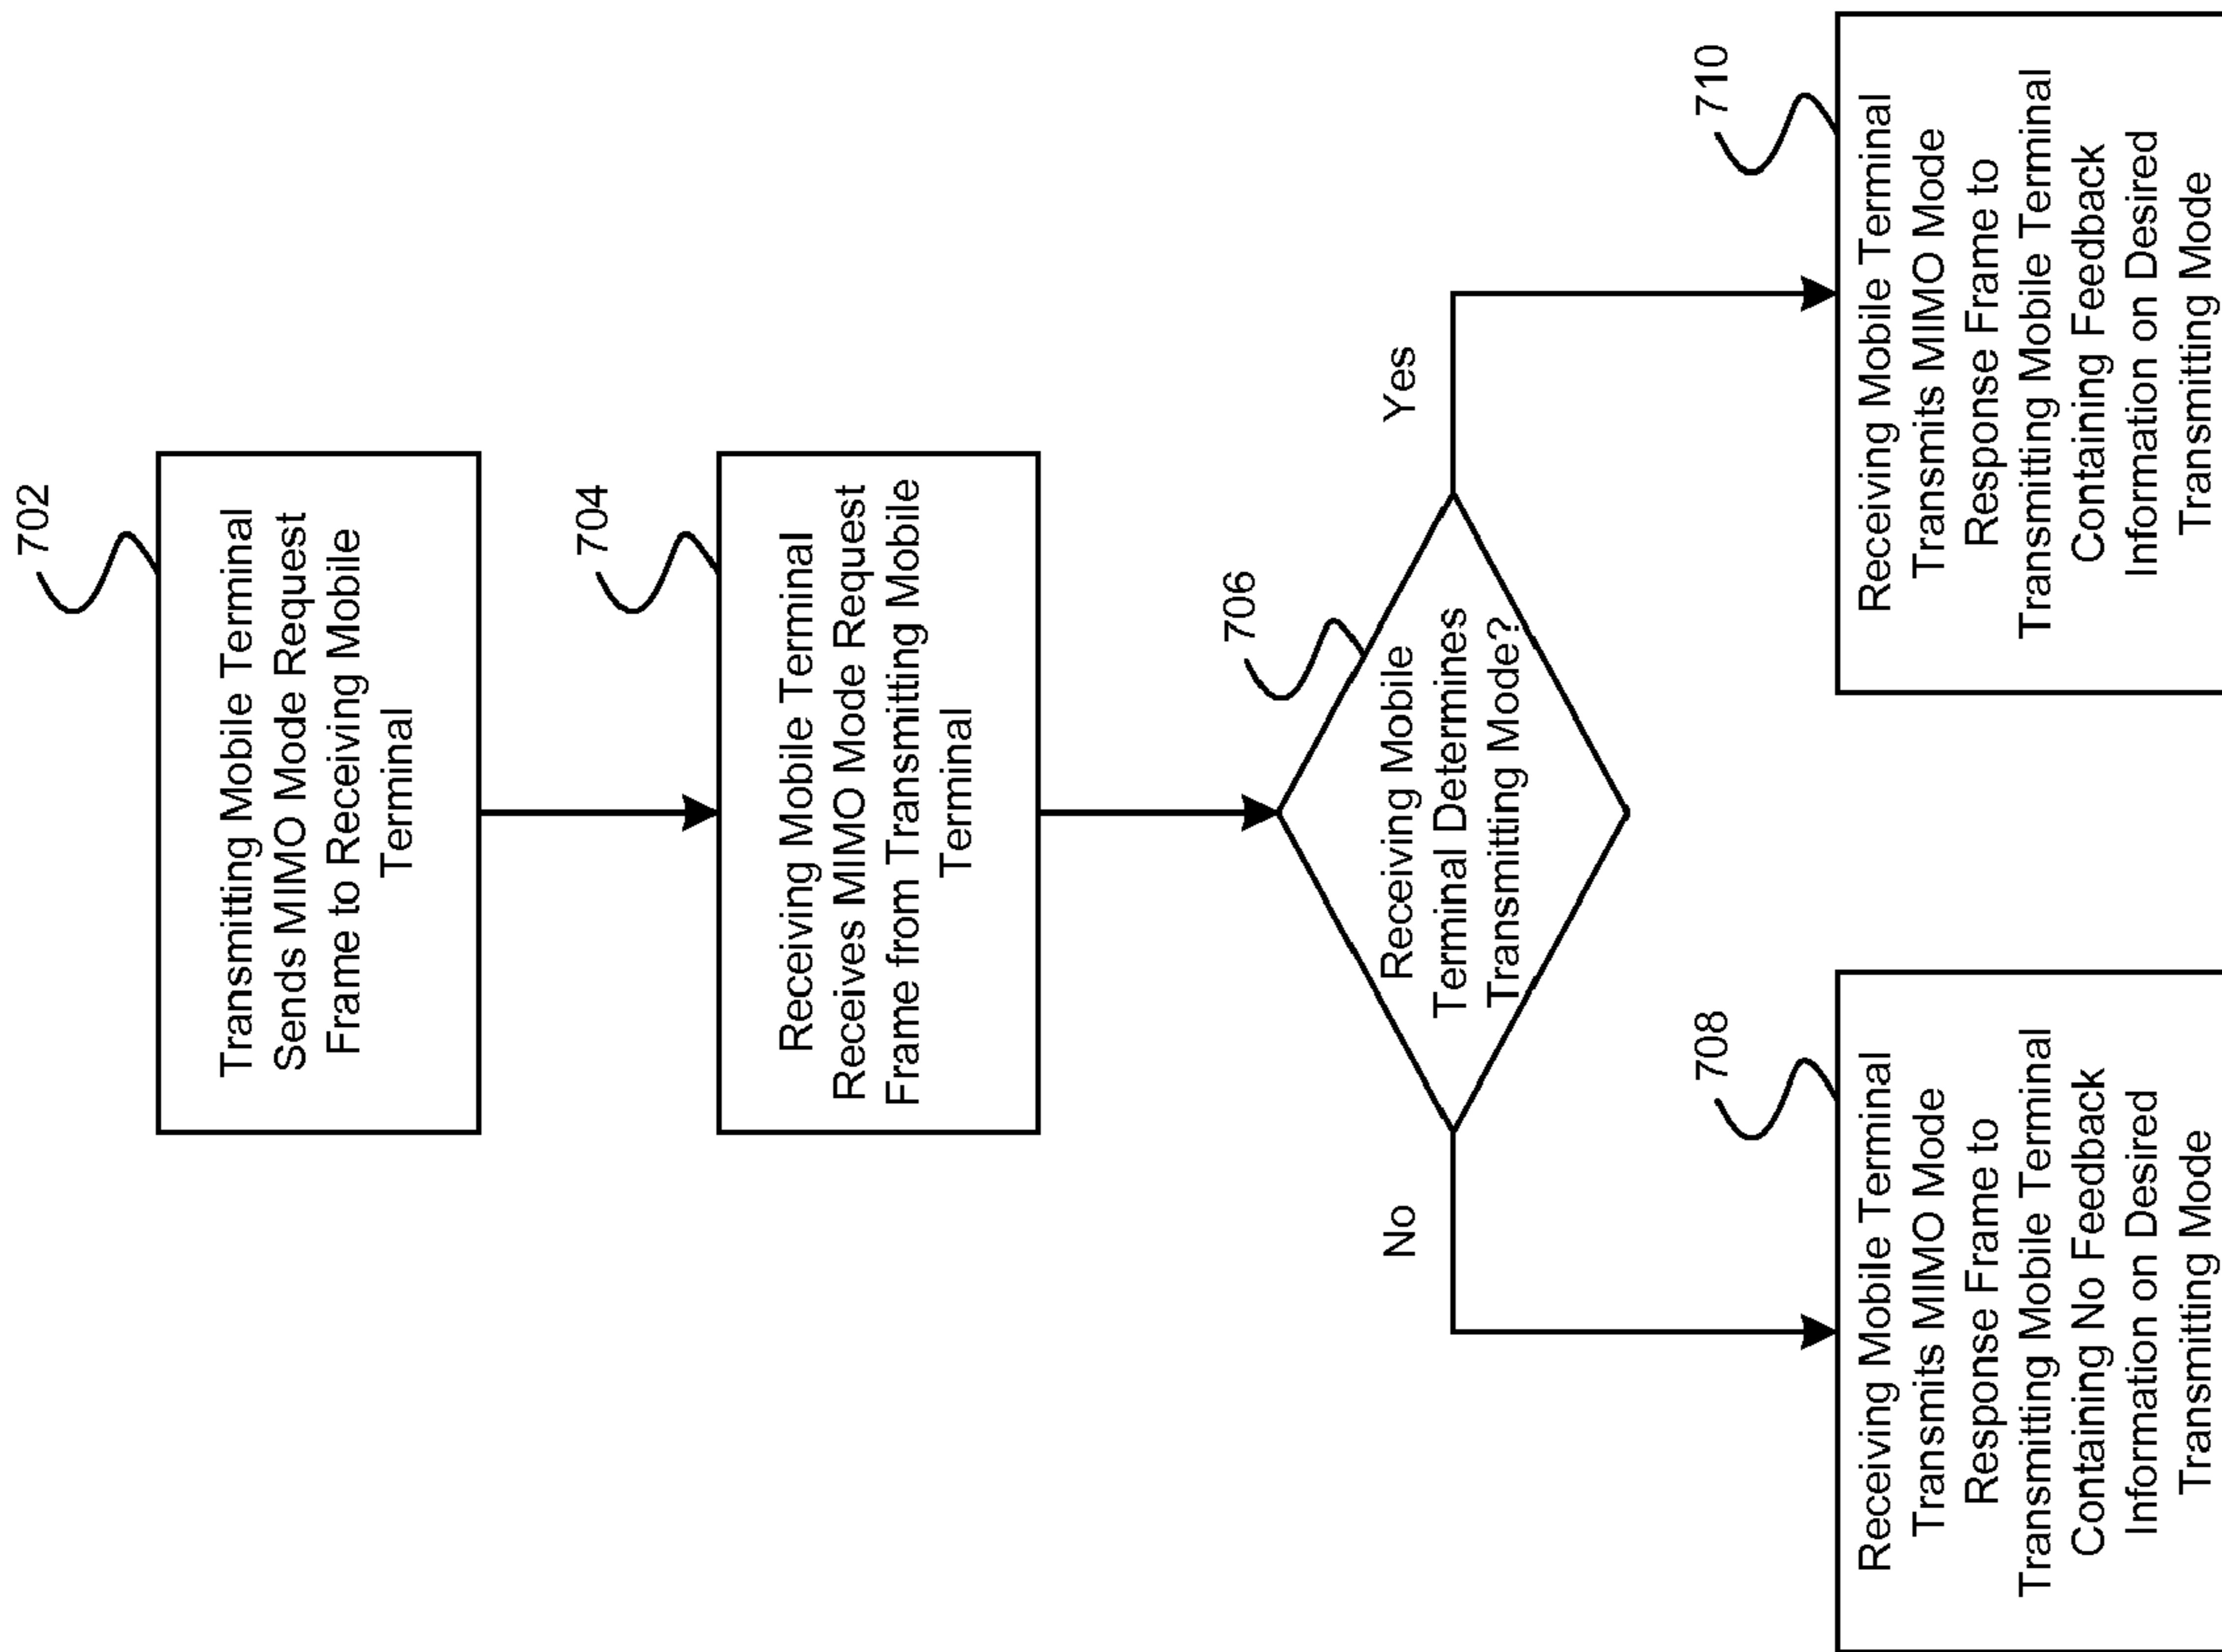 702
Transmitting Mobile Terminal
Sends MIMO Mode Request
Frame to Receiving Mobile
Terminal
704
Receiving Mobile Terminal
Receives MIMO Mode Request
Frame from Transmitting Mobile
Terminal
706
Receiving Mobile
Terminal Determines
Transmitting Mode?
No
Yes
708
Receiving Mobile Terminal
Transmits MIMO Mode
Response Frame to
Transmitting Mobile Terminal
Containing No Feedback
Information on Desired
Transmitting Mode
710
Receiving Mobile Terminal
Transmits MIMO Mode
Response Frame to
Transmitting Mobile Terminal
Containing Feedback
Information on Desired
Transmitting Mode